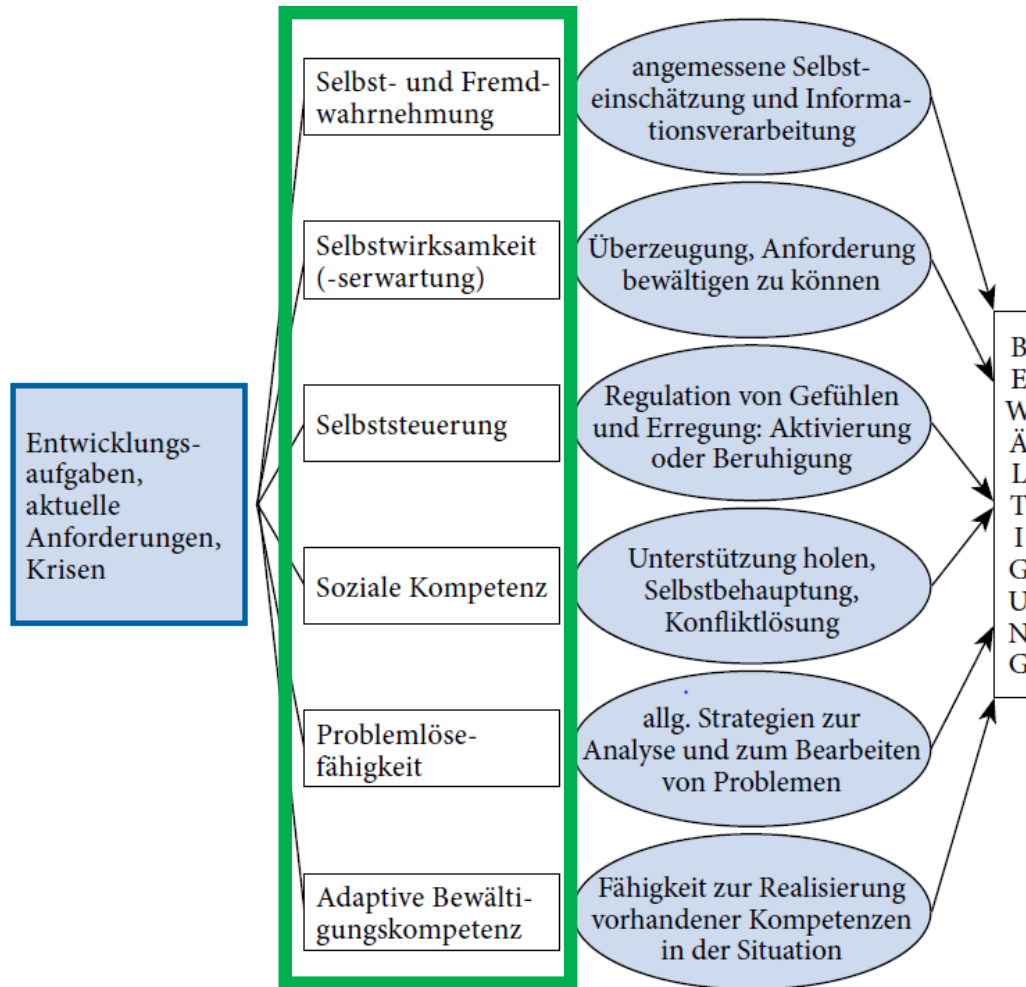 Entwicklungs-
aufgaben,
aktuelle
Anforderungen,
Krisen
Selbst- und Fremd-
wahrnehmung
angemessene Selbst-
einschätzung und Informa-
tionsverarbeitung
Selbstwirksamkeit
(-serwartung)
Überzeugung, Anforderung
bewältigen zu können
Selbststeuerung
Regulation von Gefühlen
und Erregung: Aktivierung
oder Beruhigung
Soziale Kompetenz
Unterstützung holen,
Selbstbehauptung,
Konfliktlösung
Problemlöse-
fähigkeit
allg. Strategien zur
Analyse und zum Bearbeiten
von Problemen
Adaptive Bewälti-
gungskompetenz
Fähigkeit zur Realisierung
vorhandener Kompetenzen
in der Situation
B
E
W
Ä
L
T
I
G
U
N
G